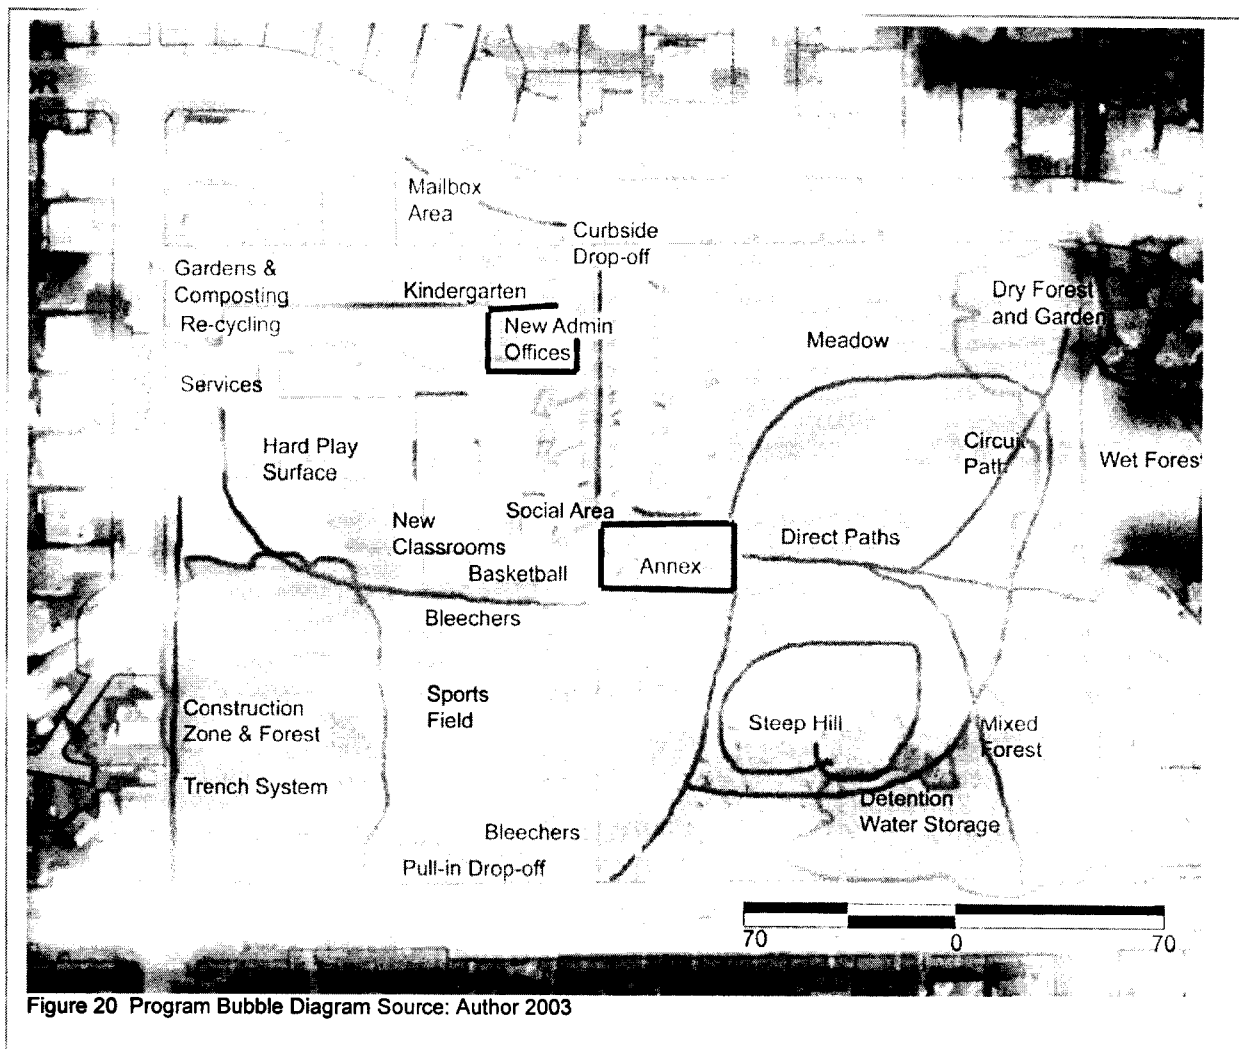 Mailbox
Area
Curbside
Drop-off
Gardens &
Composting
Re-cycling
Kindergarten
New Admin
Offices
Dry Forest
and Garden
Meadow
Services
Hard Play
Surface
Circuit
Path
Wet Forest
Social Area
New
Classrooms
Basketball
Annex
Direct Paths
Bleechers
Sports
Field
Construction
Zone & Forest
Steep Hill
Mixed
Forest
Trench System
Detention
Water Storage
Bleechers
Pull-in Drop-off
70 0 70
Figure 20 Program Bubble Diagram Source: Author 2003